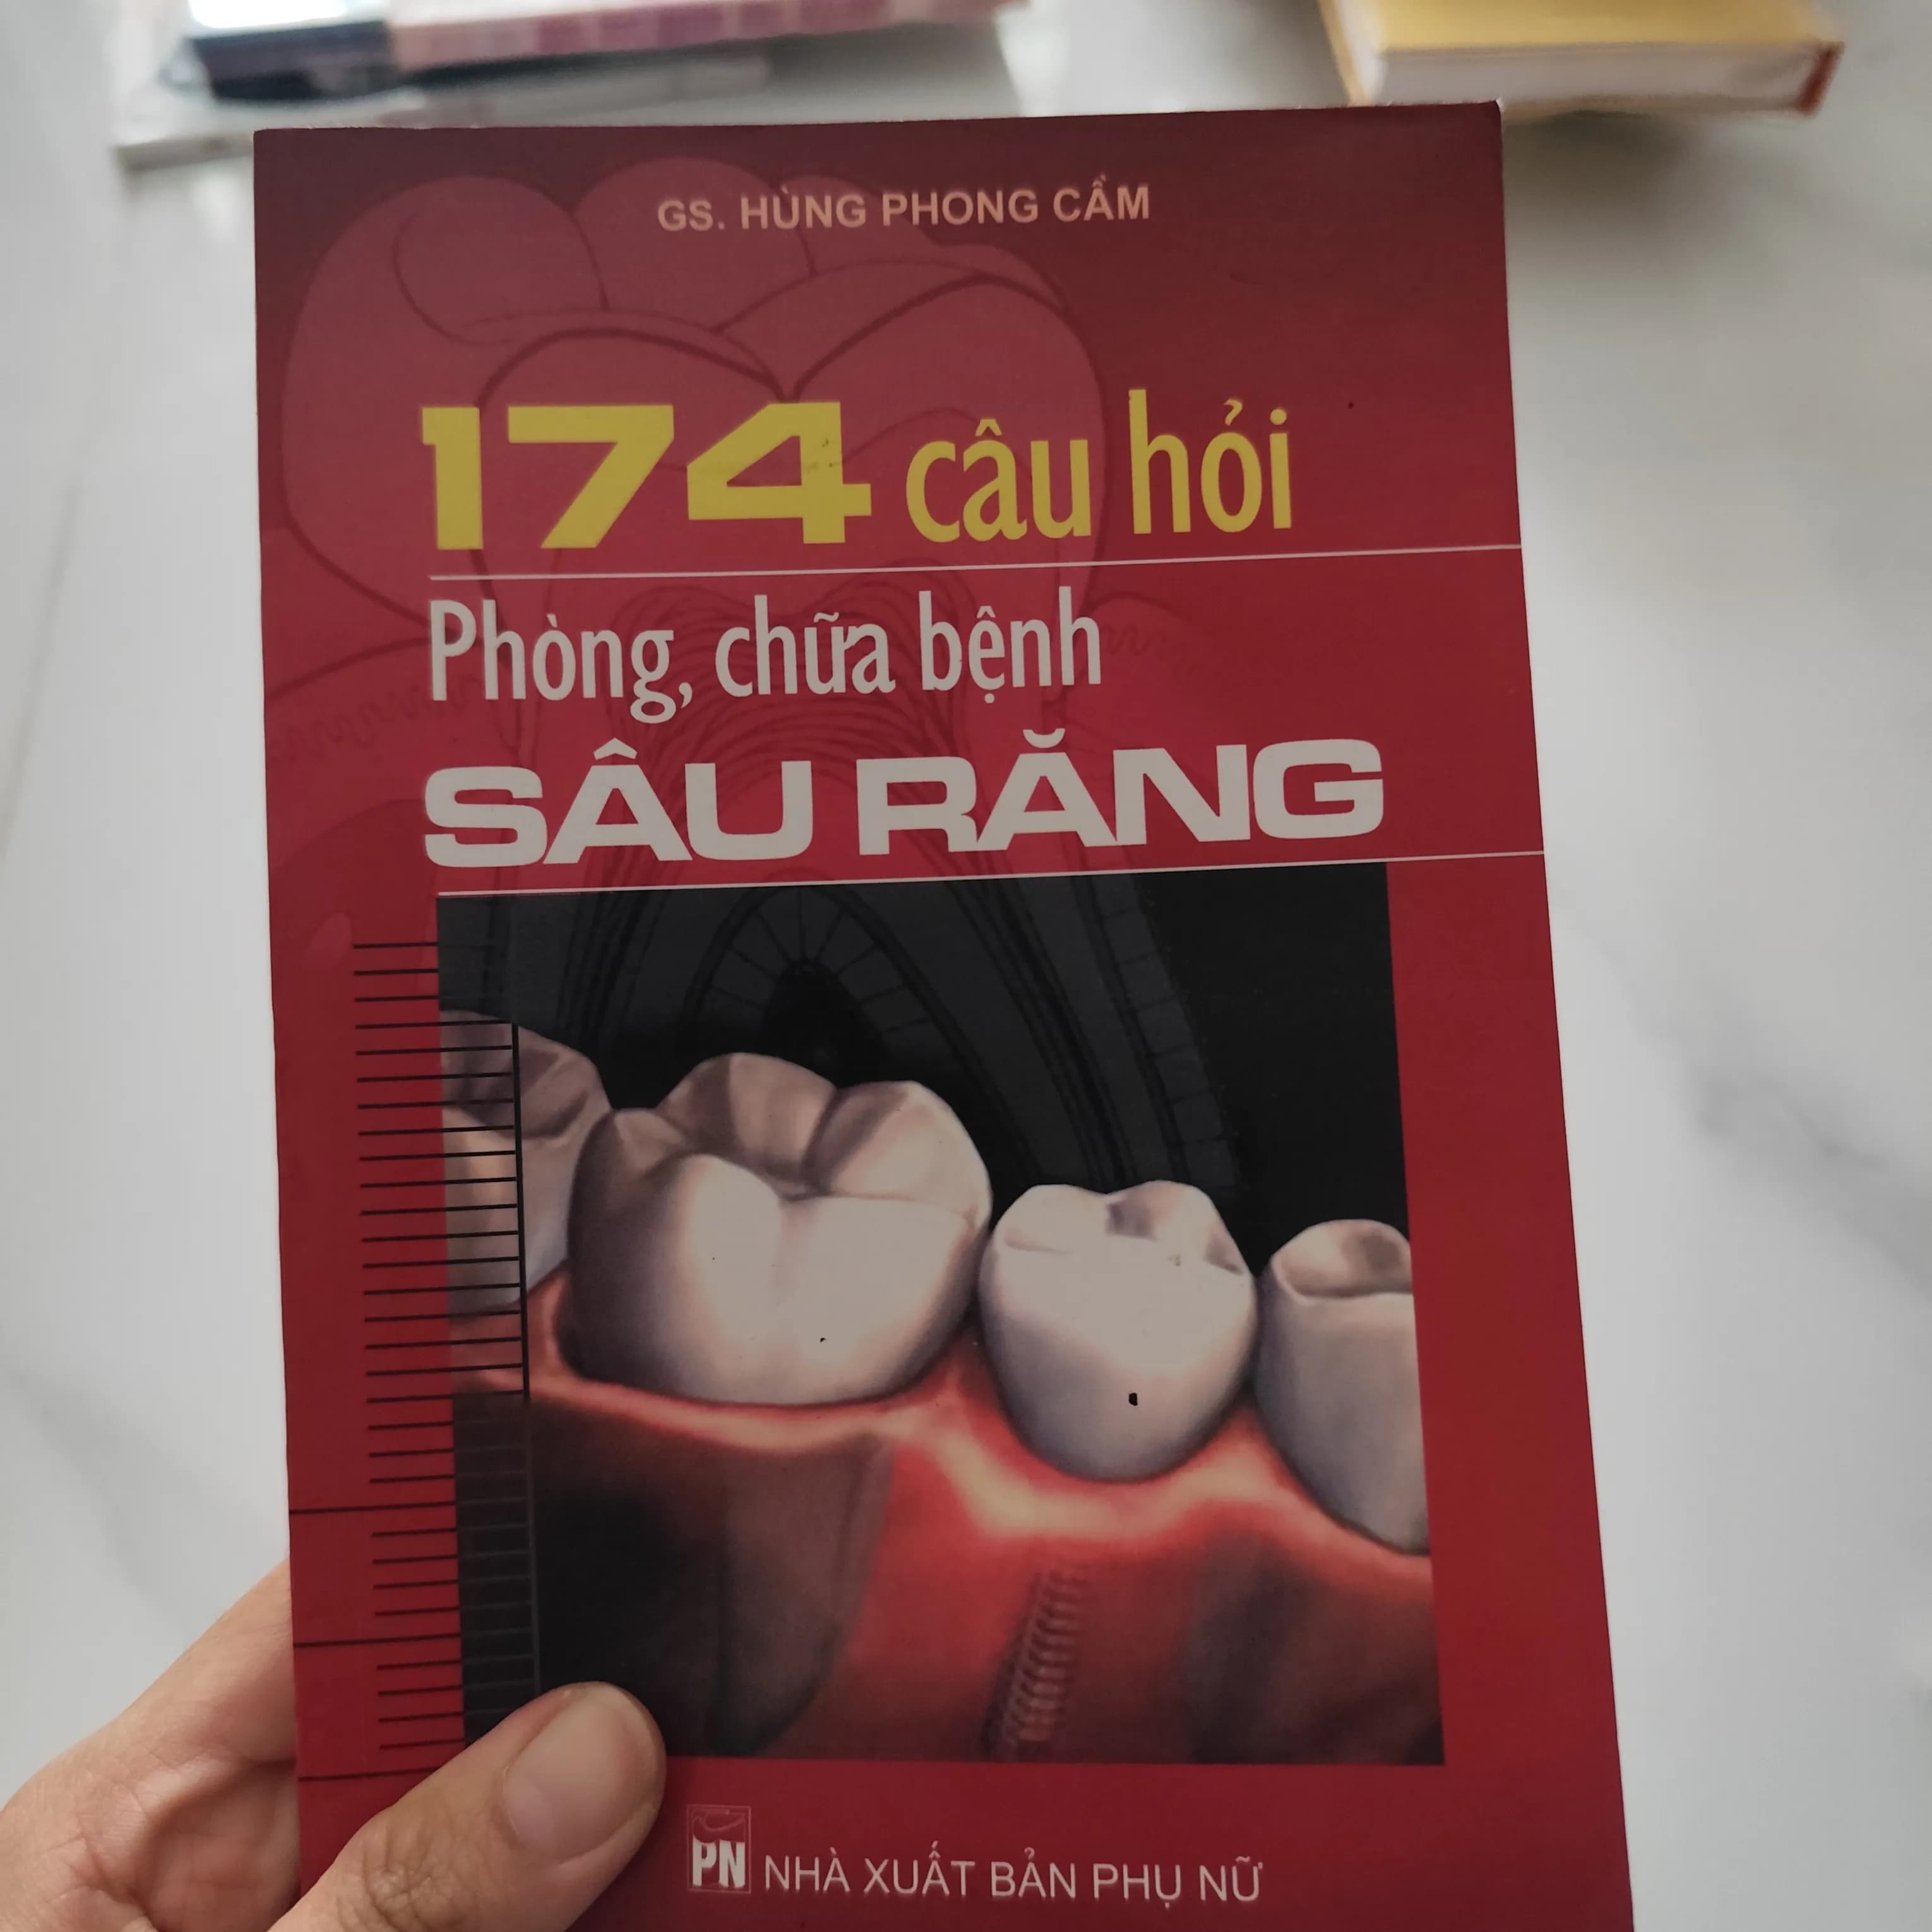 GS. HÙNG PHONG CẦM
174 câu hỏi
Phòng, chữa bệnh
SÂU RĂNG
PN NHÀ XUẤT BẢN PHỤ NỮ